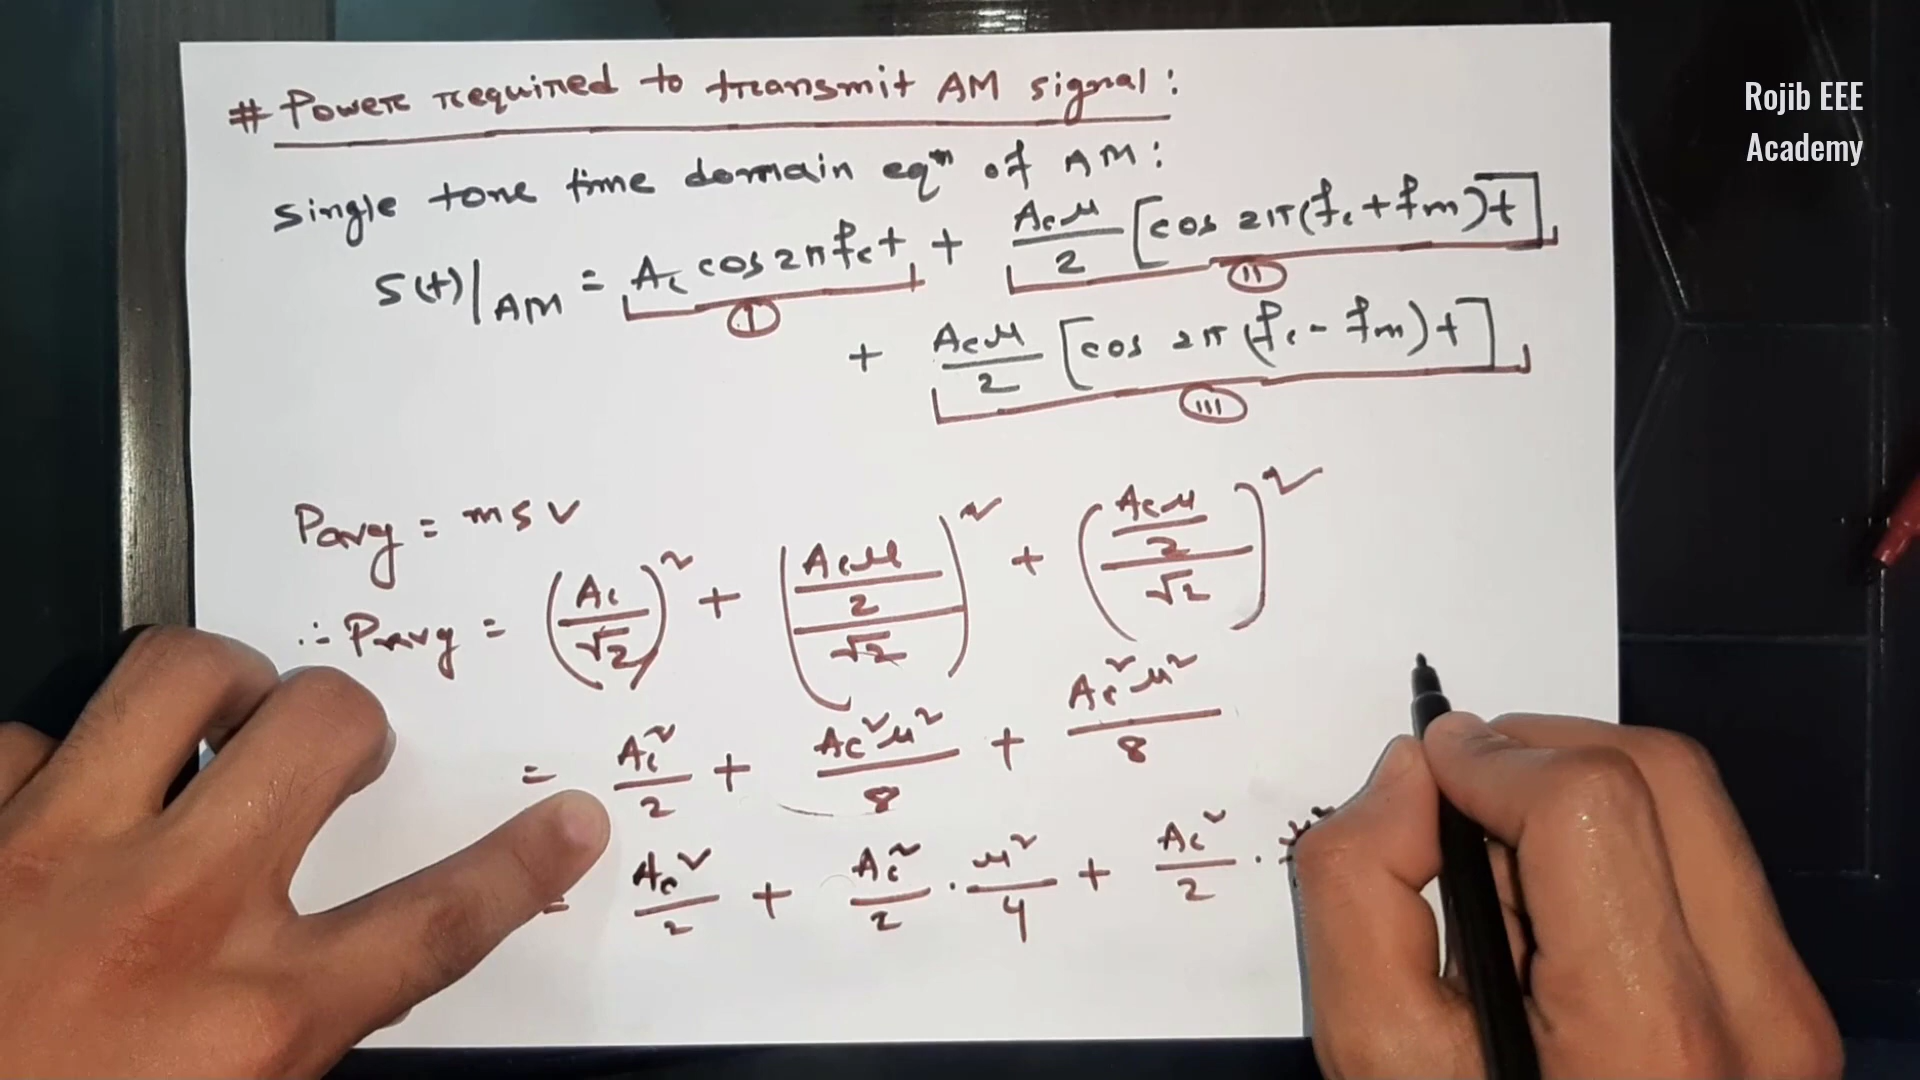 # Power required to transmit AM signal:
Rojib EEE
Academy
single tone time domain eqⁿ of AM:
S(t)|AM = Ac cos 2πfct + Acμ/2 [cos 2π(fc+fm)t]
I II
+ Acμ/2 [cos 2π(fc-fm)t]
III
Pavg = msv
∴ Pavg = (Ac/√2)² + ((Acμ/2)/√2)² + ((Acμ/2)/√2)²
= Ac²/2 + Ac²μ²/8 + Ac²μ²/8
= Ac²/2 + Ac²/2 · μ²/4 + Ac²/2 ·